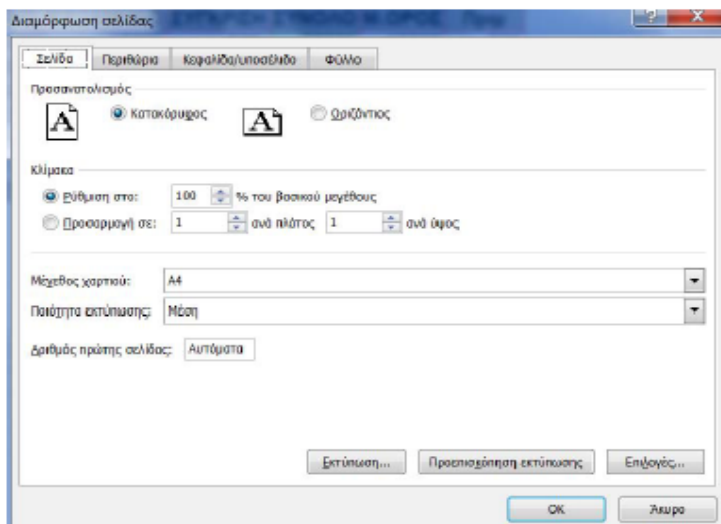 Διαμόρφωση σελίδας
Σελίδα Περιθώρια Κεφαλίδα/υποσέλιδο Φύλλο
Προσανατολισμός
A Κατακόρυφος A Οριζόντιος
Κλίμακα
Ρύθμιση στο: 100 % του βασικού μεγέθους
Προσαρμογή σε: 1 ανά πλάτος 1 ανά ύψος
Μέγεθος χαρτιού: A4
Ποιότητα εκτύπωσης: Μέση
Αριθμός πρώτης σελίδας: Αυτόματα
Εκτύπωση... Προεπισκόπηση εκτύπωσης Επιλογές...
OK Άκυρο